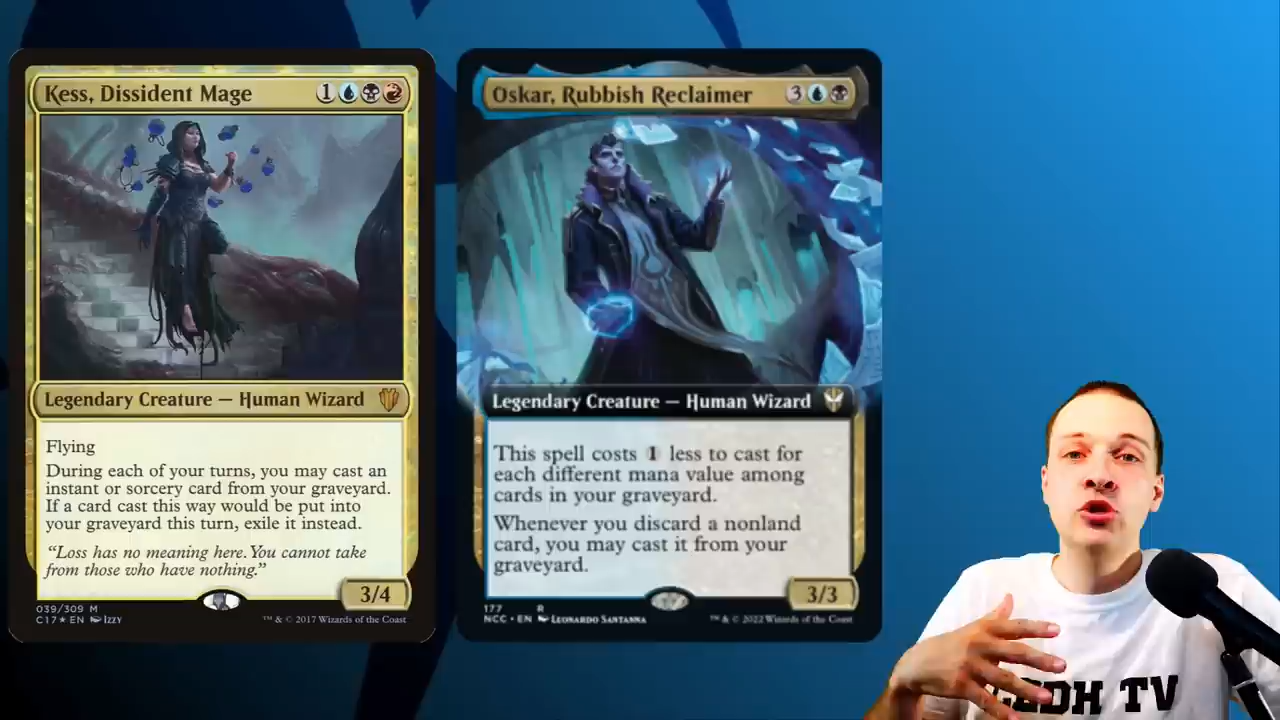 Kess, Dissident Mage 1
Legendary Creature — Human Wizard
Flying
During each of your turns, you may cast an
instant or sorcery card from your graveyard.
If a card cast this way would be put into
your graveyard this turn, exile it instead.
“Loss has no meaning here. You cannot take
from those who have nothing.”
3/4
039/309 M
C17★EN IZZY
™ & © 2017 Wizards of the Coast
Oskar, Rubbish Reclaimer 3
Legendary Creature — Human Wizard
This spell costs 1 less to cast for
each different mana value among
cards in your graveyard.
Whenever you discard a nonland
card, you may cast it from your
graveyard.
3/3
177 R
NCC • EN LEONARDO SANTANNA
™ & © 2022 Wizards of the Coast
EDH TV